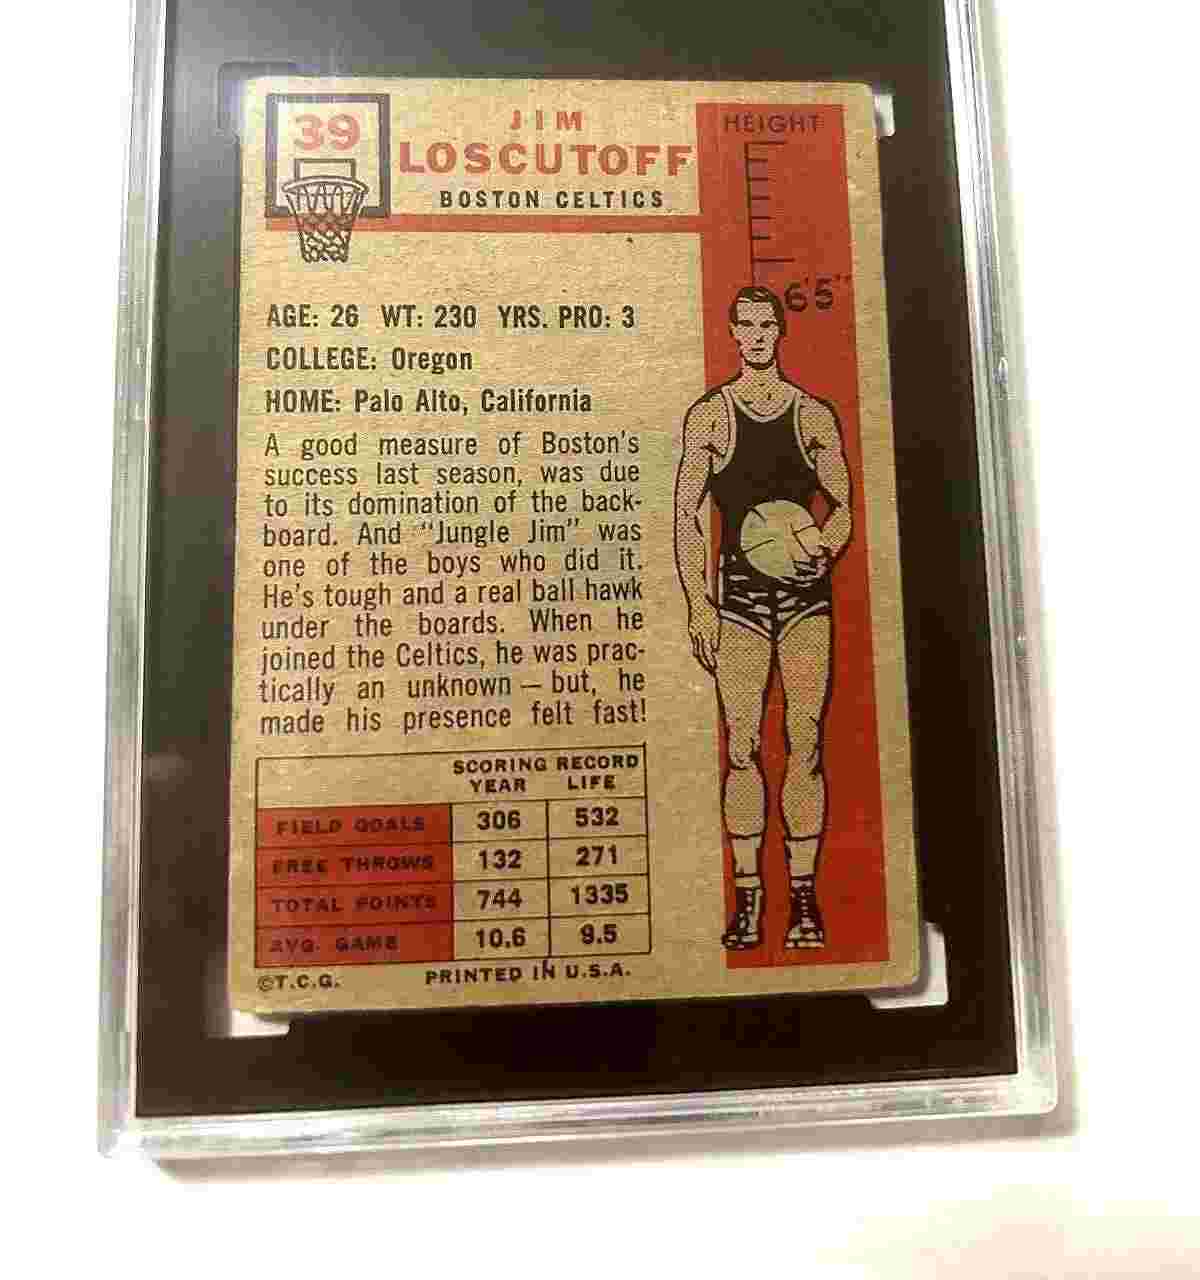 39
JIM
LOSCUTOFF
BOSTON CELTICS
HEIGHT
6'5"
AGE: 26 WT: 230 YRS. PRO: 3
COLLEGE: Oregon
HOME: Palo Alto, California
A good measure of Boston's
success last season, was due
to its domination of the back-
board. And "Jungle Jim" was
one of the boys who did it.
He's tough and a real ball hawk
under the boards. When he
joined the Celtics, he was prac-
tically an unknown — but, he
made his presence felt fast!
SCORING RECORD
YEAR LIFE
FIELD GOALS 306 532
FREE THROWS 132 271
TOTAL POINTS 744 1335
AVG. GAME 10.6 9.5
©T.C.G. PRINTED IN U.S.A.